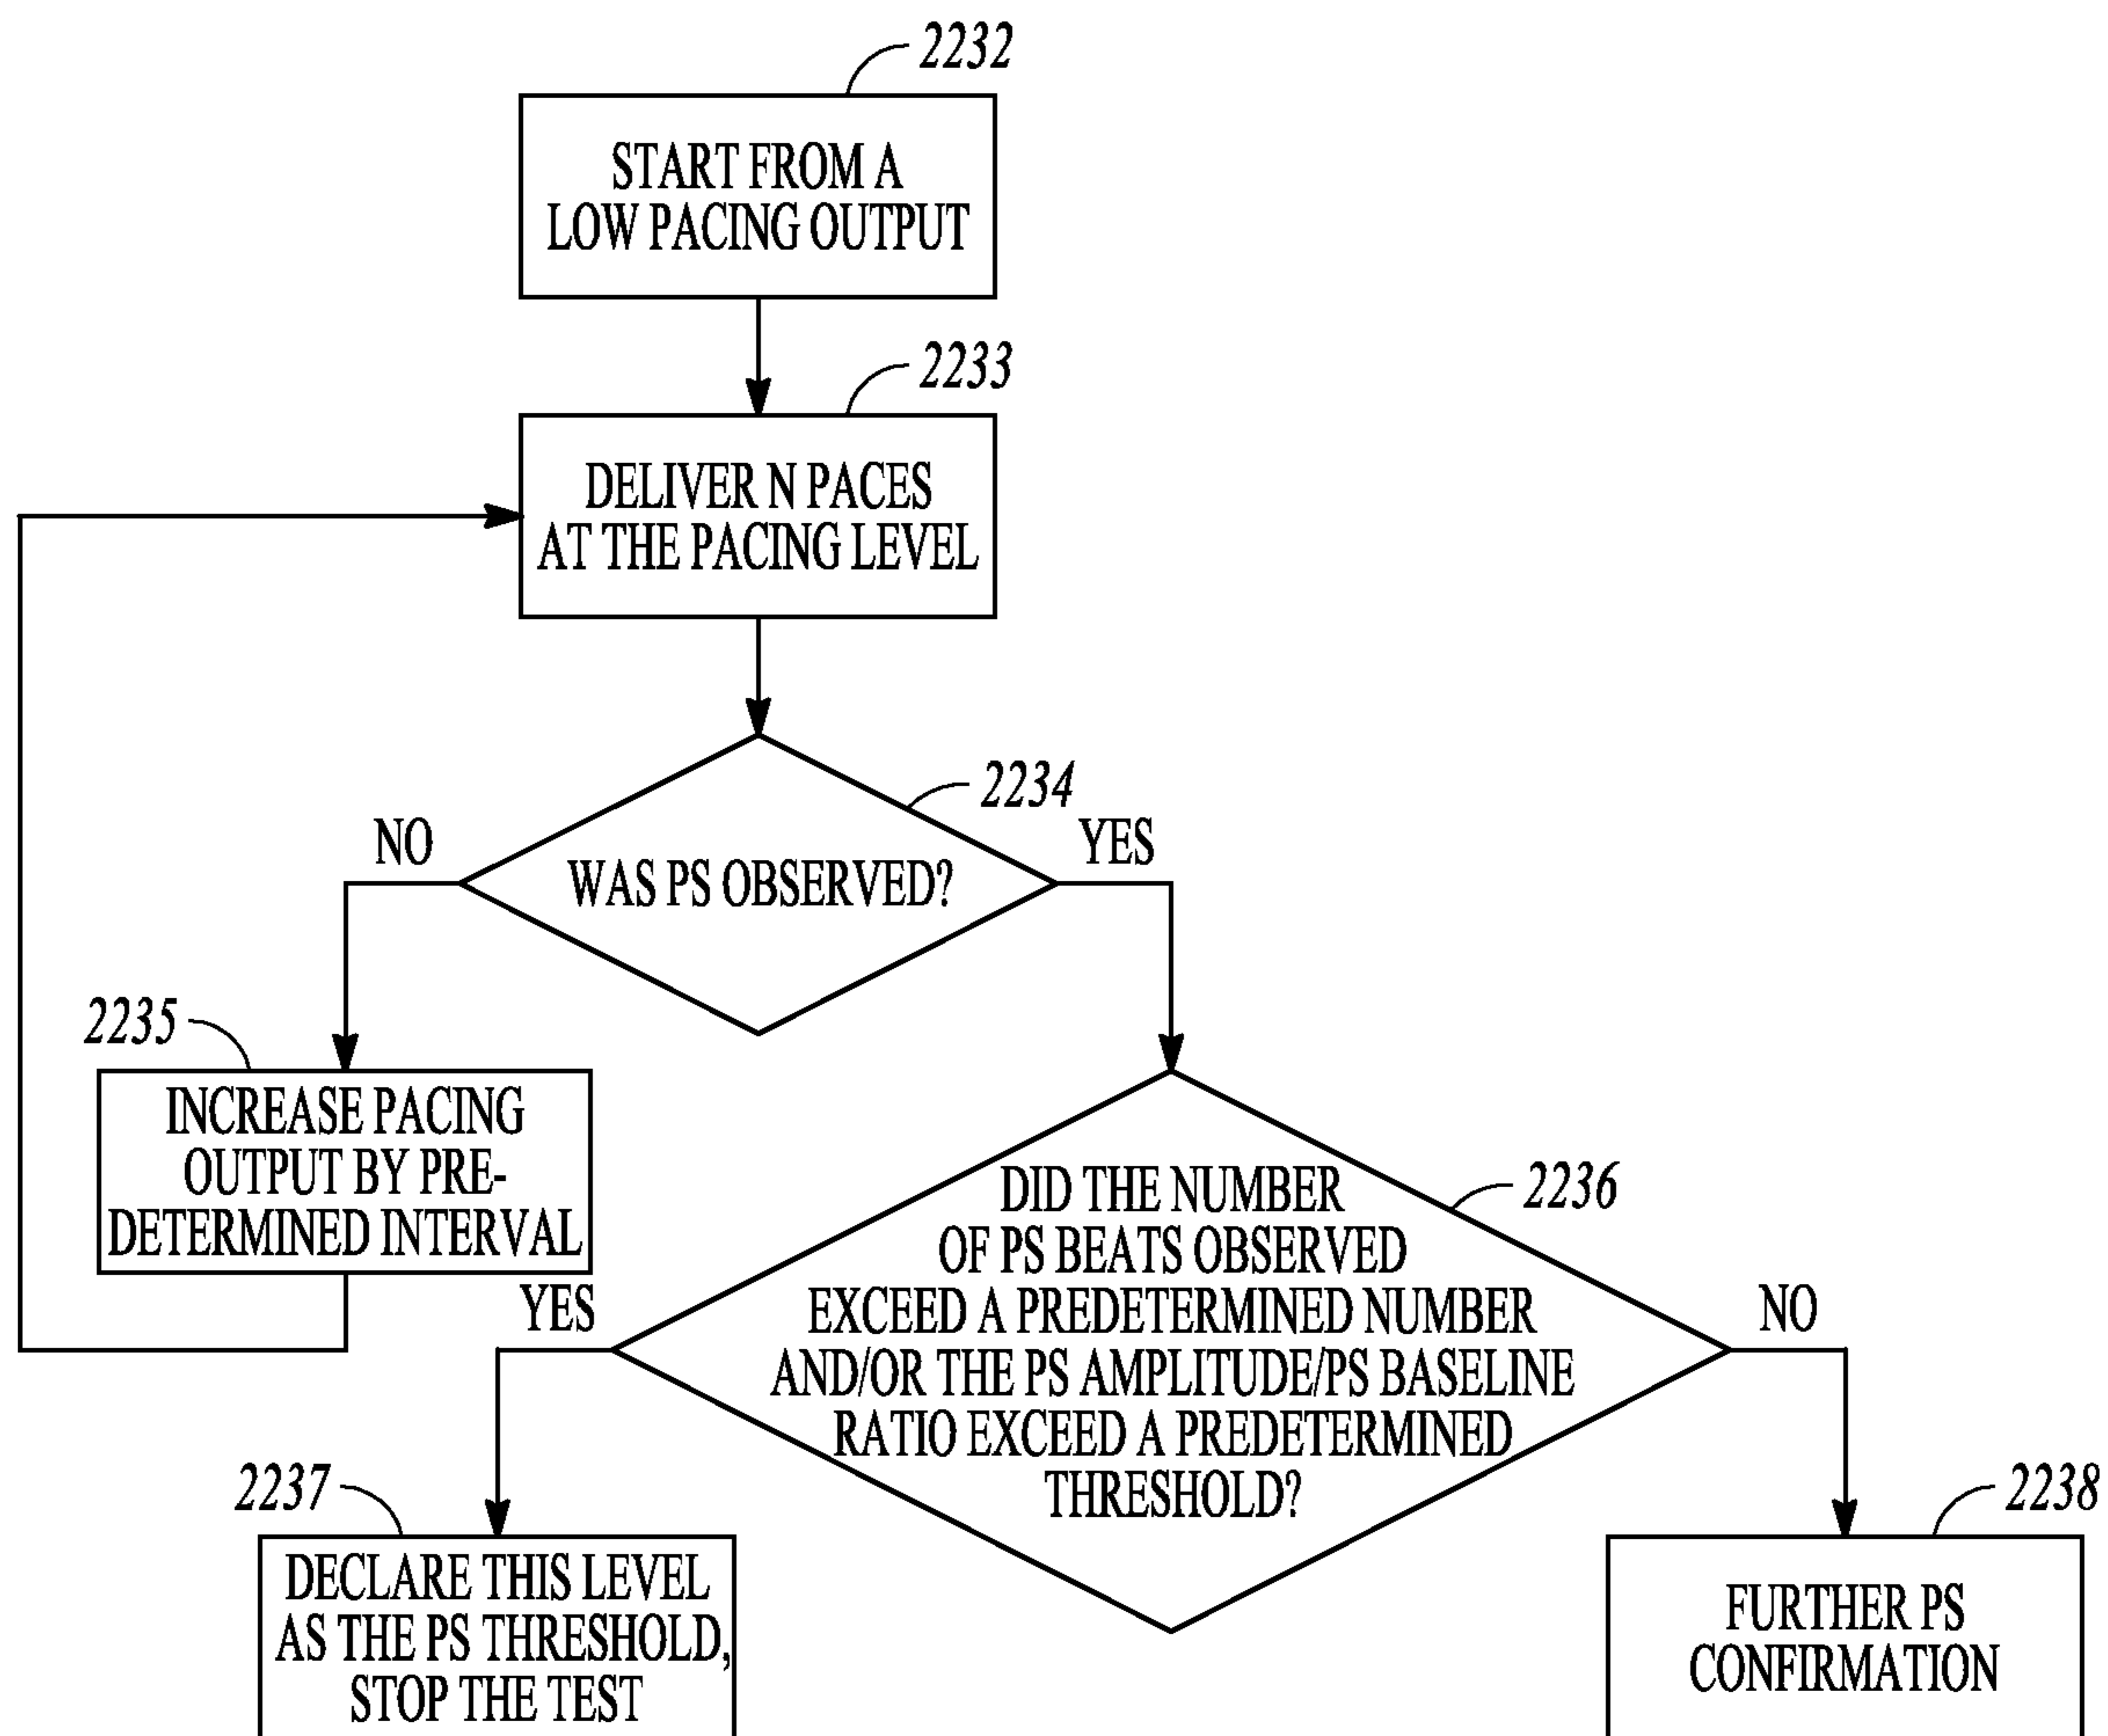 2232
START FROM A
LOW PACING OUTPUT
2233
DELIVER N PACES
AT THE PACING LEVEL
2234
NO
YES
WAS PS OBSERVED?
2235
INCREASE PACING
OUTPUT BY PRE-
DETERMINED INTERVAL
2236
DID THE NUMBER
OF PS BEATS OBSERVED
EXCEED A PREDETERMINED NUMBER
AND/OR THE PS AMPLITUDE/PS BASELINE
RATIO EXCEED A PREDETERMINED
THRESHOLD?
YES
NO
2237
DECLARE THIS LEVEL
AS THE PS THRESHOLD,
STOP THE TEST
2238
FURTHER PS
CONFIRMATION